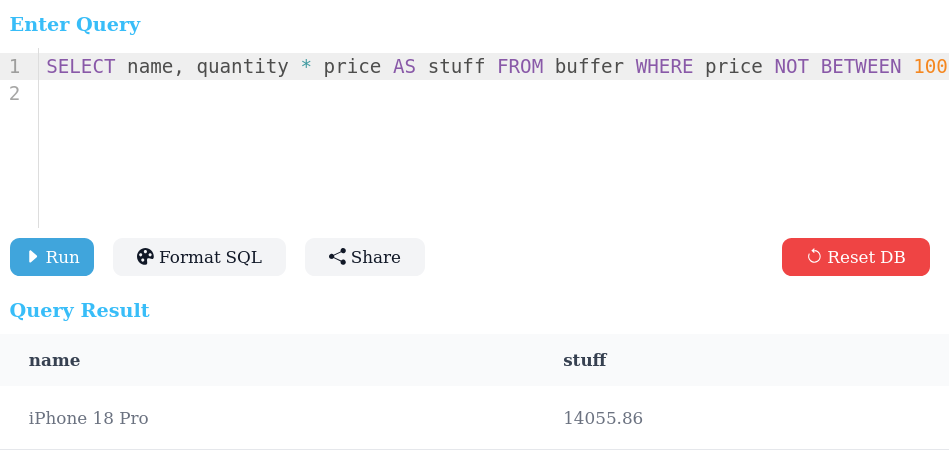 Enter Query
1 SELECT name, quantity * price AS stuff FROM buffer WHERE price NOT BETWEEN 100
2
Run Format SQL Share Reset DB
Query Result
name stuff
iPhone 18 Pro 14055.86